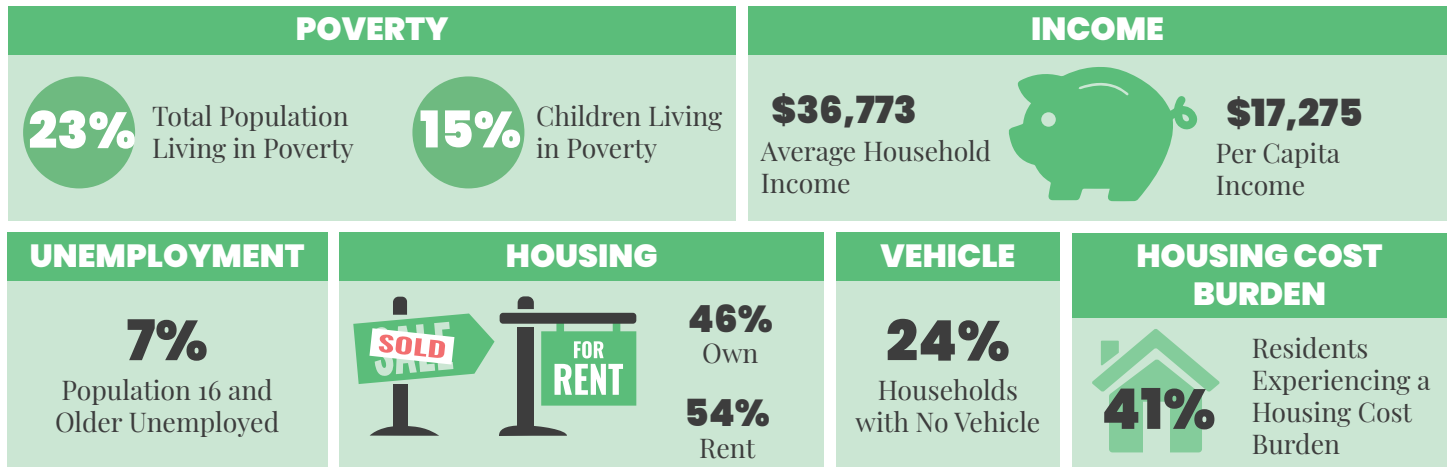 POVERTY
23%
Total Population
Living in Poverty
15%
Children Living
in Poverty
INCOME
$36,773
Average Household
Income
$17,275
Per Capita
Income
UNEMPLOYMENT
7%
Population 16 and
Older Unemployed
HOUSING
SALE
SOLD
FOR
RENT
46%
Own
54%
Rent
VEHICLE
24%
Households
with No Vehicle
HOUSING COST
BURDEN
41%
Residents
Experiencing a
Housing Cost
Burden